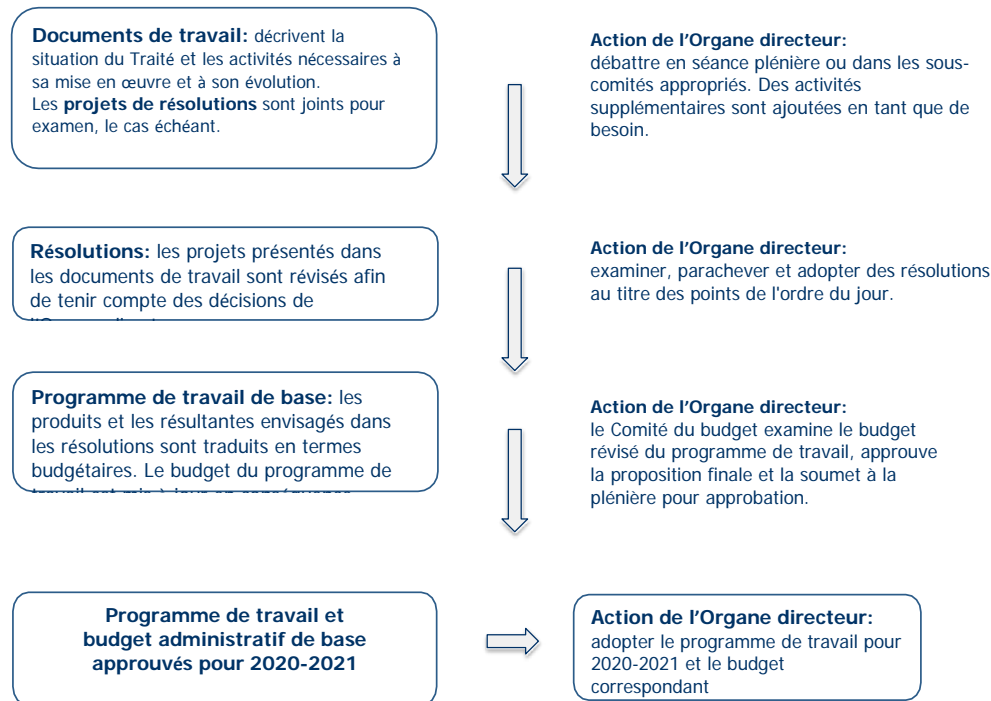 Documents de travail: décrivent la
situation du Traité et les activités nécessaires à
sa mise en œuvre et à son évolution.
Les projets de résolutions sont joints pour
examen, le cas échéant.
Action de l’Organe directeur:
débattre en séance plénière ou dans les sous-
comités appropriés. Des activités
supplémentaires sont ajoutées en tant que de
besoin.
Résolutions: les projets présentés dans
les documents de travail sont révisés afin
de tenir compte des décisions de
Action de l’Organe directeur:
examiner, parachever et adopter des résolutions
au titre des points de l'ordre du jour.
Programme de travail de base: les
produits et les résultantes envisagés dans
les résolutions sont traduits en termes
budgétaires. Le budget du programme de
travail est mis à jour en conséquence
Action de l’Organe directeur:
le Comité du budget examine le budget
révisé du programme de travail, approuve
la proposition finale et la soumet à la
plénière pour approbation.
Programme de travail et
budget administratif de base
approuvés pour 2020-2021
Action de l’Organe directeur:
adopter le programme de travail pour
2020-2021 et le budget
correspondant